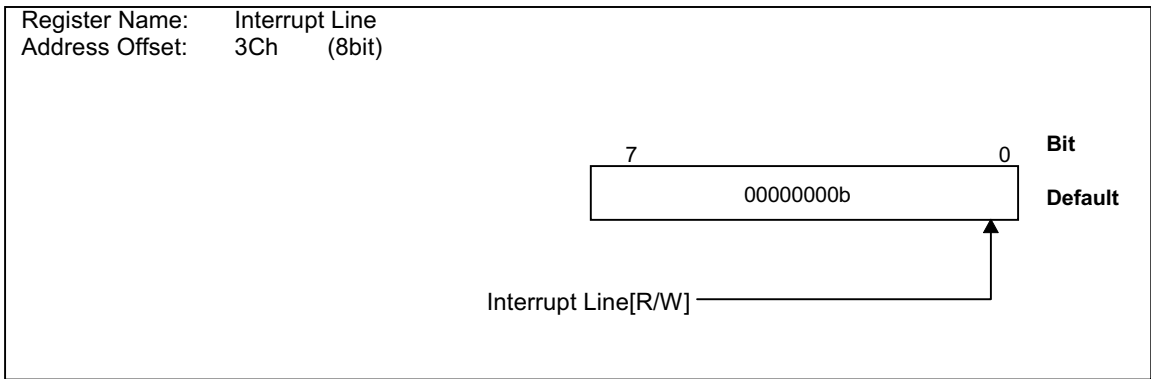 Register Name: Interrupt Line
Address Offset: 3Ch (8bit)
7 0 Bit
00000000b Default
Interrupt Line[R/W]